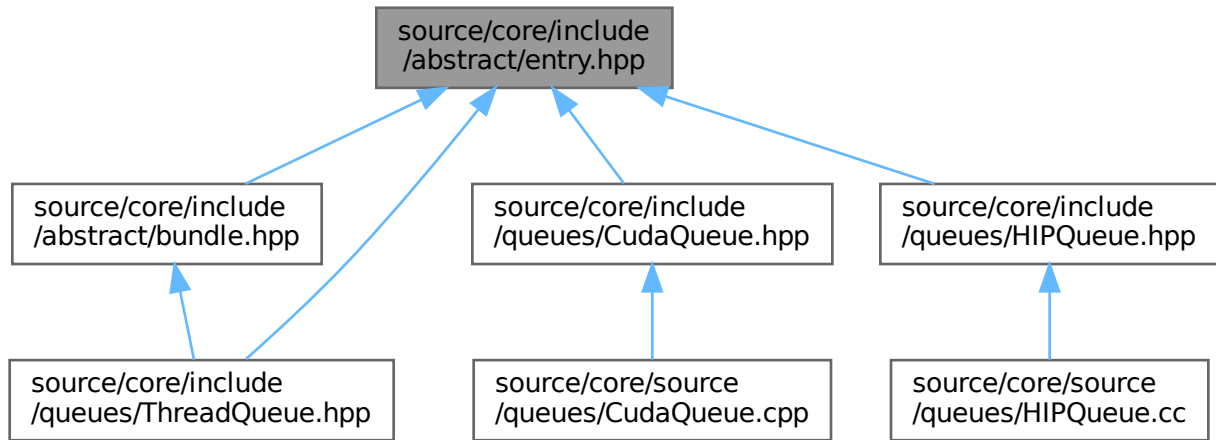 source/core/include
/abstract/entry.hpp
source/core/include
/abstract/bundle.hpp
source/core/include
/queues/CudaQueue.hpp
source/core/include
/queues/HIPQueue.hpp
source/core/include
/queues/ThreadQueue.hpp
source/core/source
/queues/CudaQueue.cpp
source/core/source
/queues/HIPQueue.cc